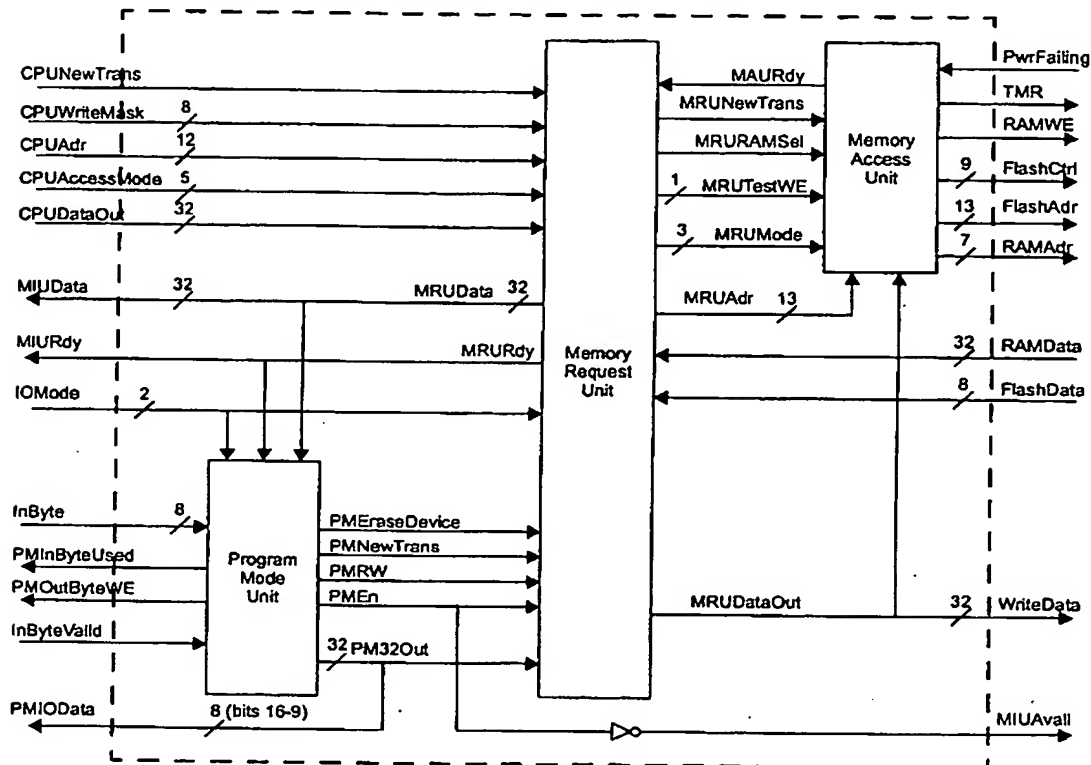 CPUNewTrans
CPUWriteMask 8
CPUAdr 12
CPUAccessMode 5
CPUDataOut 32
MIUData 32
MRUData 32
MIURdy
MRURdy
IOMode 2
InByte 8
PMInByteUsed
PMOutByteWE
InByteValid
PMIOData
8 (bits 16-9)
Program
Mode
Unit
PMEraseDevice
PMNewTrans
PMRW
PMEn
32 PM32Out
Memory
Request
Unit
MAURdy
MRUNewTrans
MRURAMSel
1 MRUTestWE
3 MRUMode
MRUAdr 13
Memory
Access
Unit
PwrFailing
TMR
RAMWE
9 FlashCtrl
13 FlashAdr
7 RAMAdr
32 RAMData
8 FlashData
MRUDataOut
32 WriteData
MIUAvail